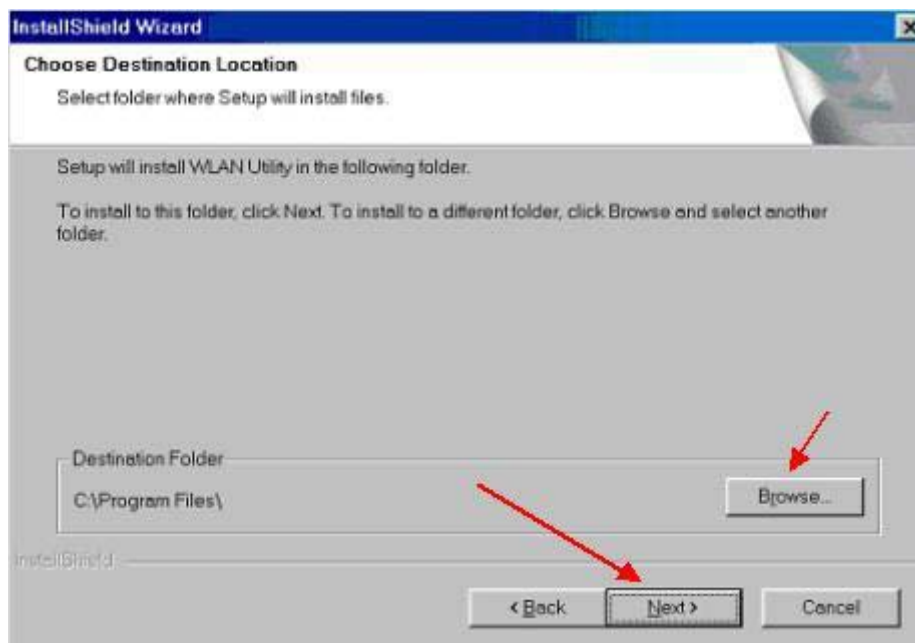 InstallShield Wizard
Choose Destination Location
Select folder where Setup will install files.
Setup will install WLAN Utility in the following folder.
To install to this folder, click Next. To install to a different folder, click Browse and select another
folder.
Destination Folder
C:\Program Files\
Browse...
InstallShield
< Back
Next >
Cancel